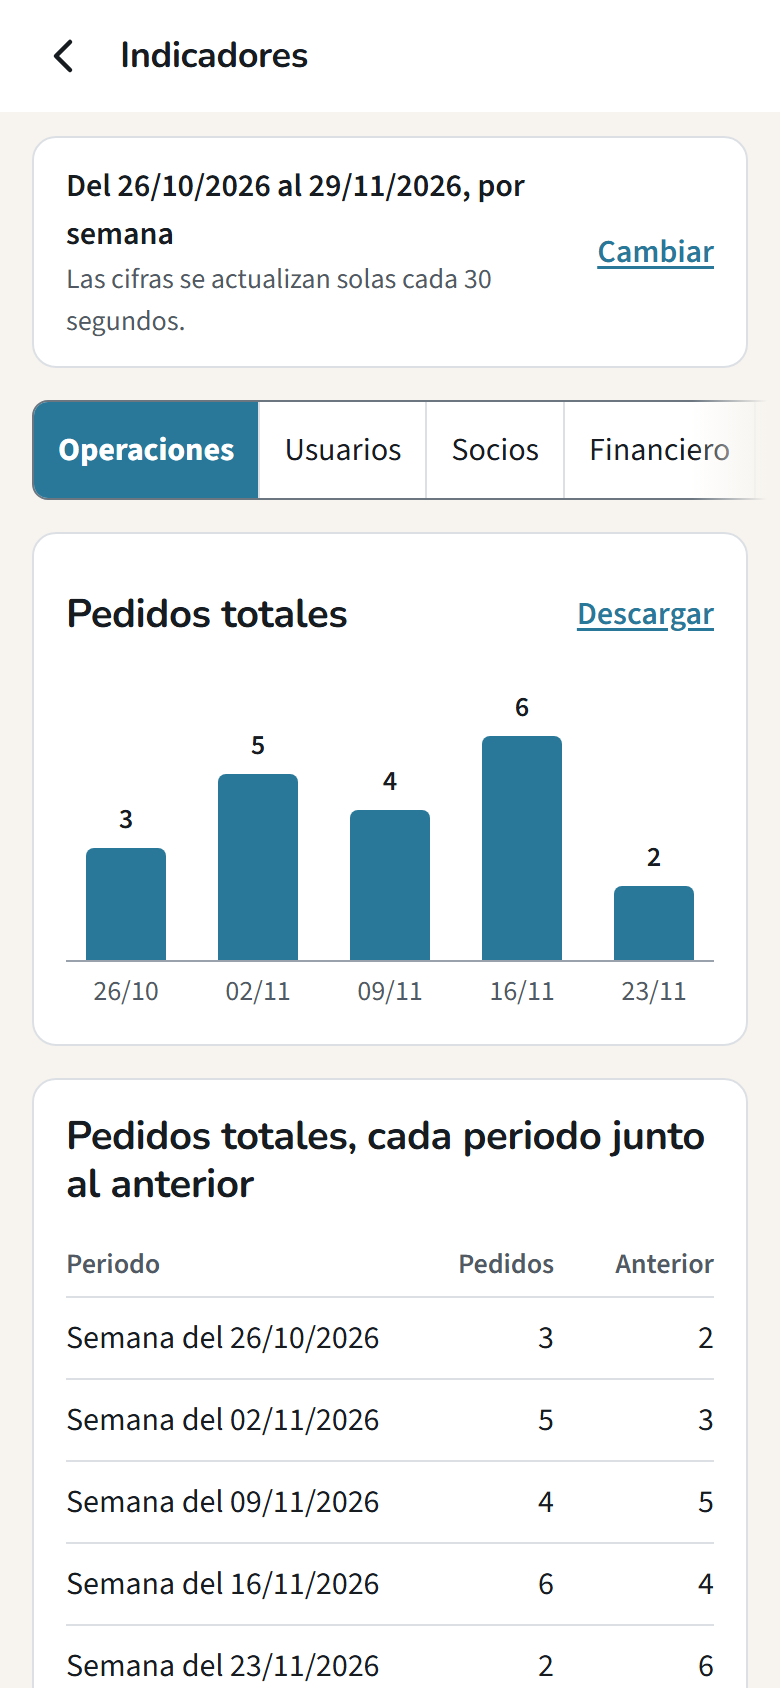 Indicadores
Del 26/10/2026 al 29/11/2026, por
semana
Las cifras se actualizan solas cada 30
segundos.
Cambiar
Operaciones Usuarios Socios Financiero
Pedidos totales Descargar
3 5 4 6 2
26/10 02/11 09/11 16/11 23/11
Pedidos totales, cada periodo junto
al anterior
Periodo Pedidos Anterior
Semana del 26/10/2026 3 2
Semana del 02/11/2026 5 3
Semana del 09/11/2026 4 5
Semana del 16/11/2026 6 4
Semana del 23/11/2026 2 6